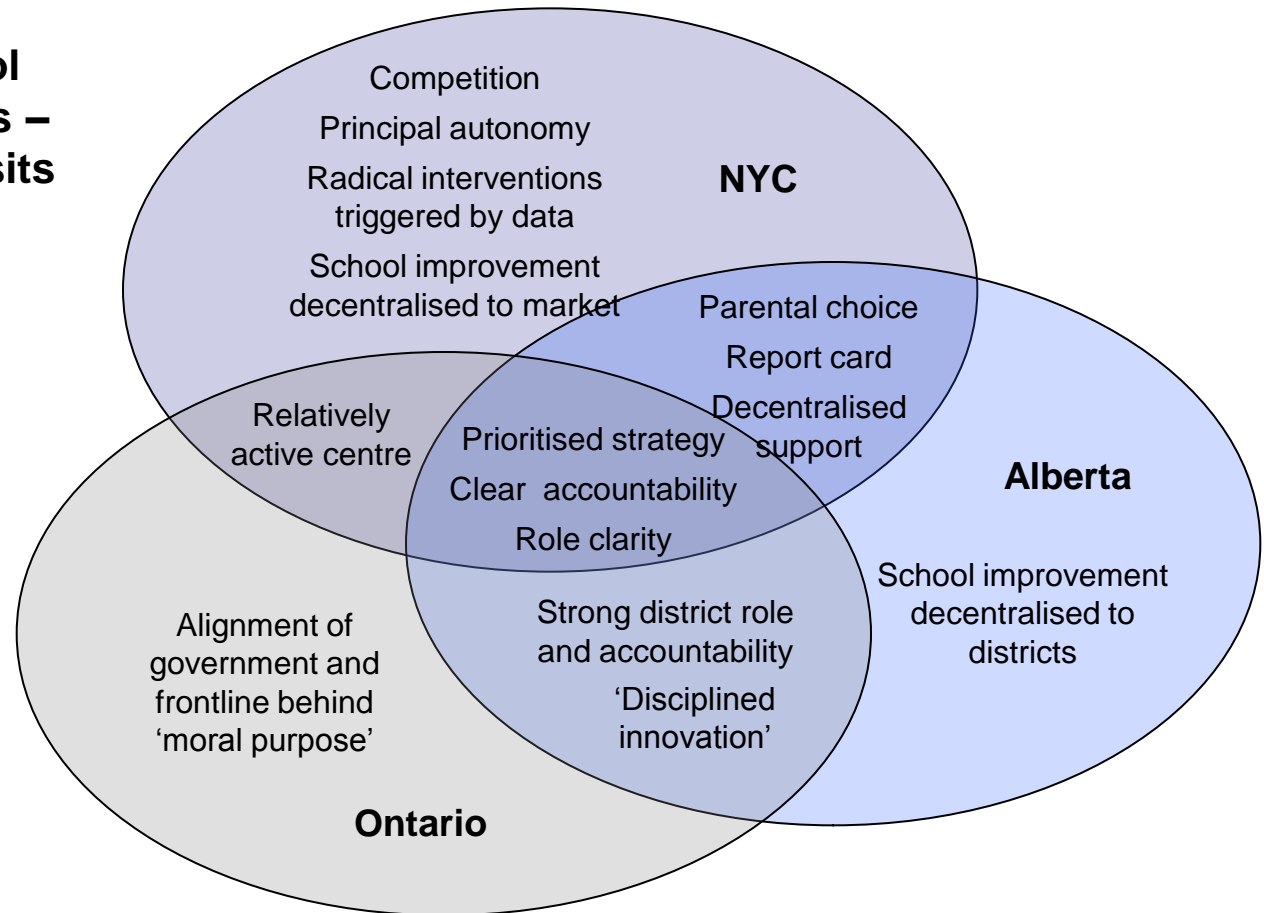 ol
s –
sits
Competition
Principal autonomy
Radical interventions
triggered by data
School improvement
decentralised to market
NYC
Parental choice
Report card
Decentralised
support
Relatively
active centre
Prioritised strategy
Clear accountability
Role clarity
Alberta
School improvement
decentralised to
districts
Strong district role
and accountability
‘Disciplined
innovation’
Alignment of
government and
frontline behind
‘moral purpose’
Ontario